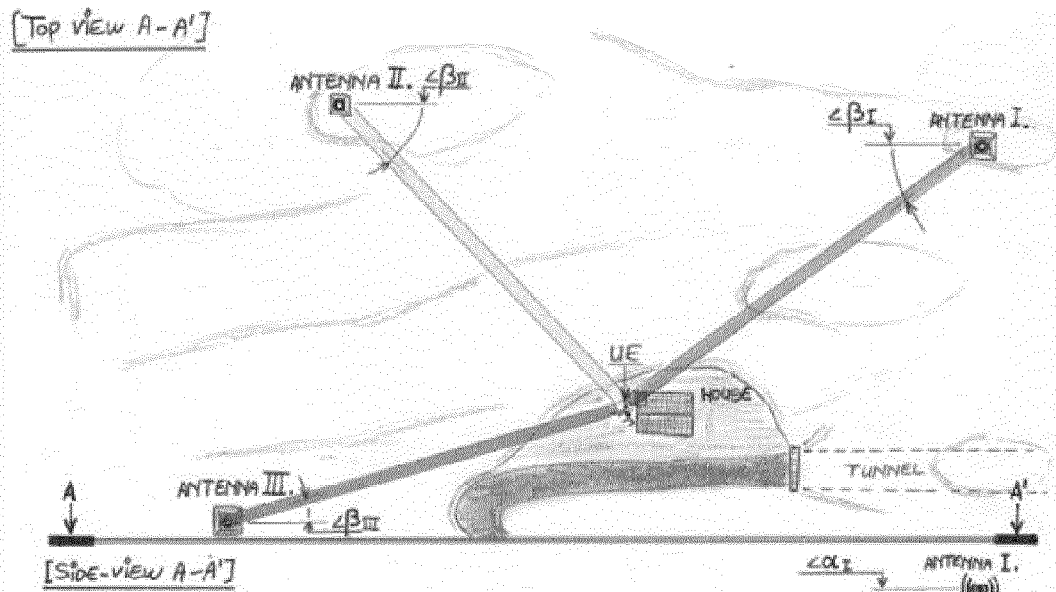 [Top view A-A']
ANTENNA II. ∠βII
∠βI
ANTENNA I.
UE
HOUSE
TUNNEL
ANTENNA III.
∠βIII
A
A'
[Side-view A-A']
∠αI
ANTENNA I.